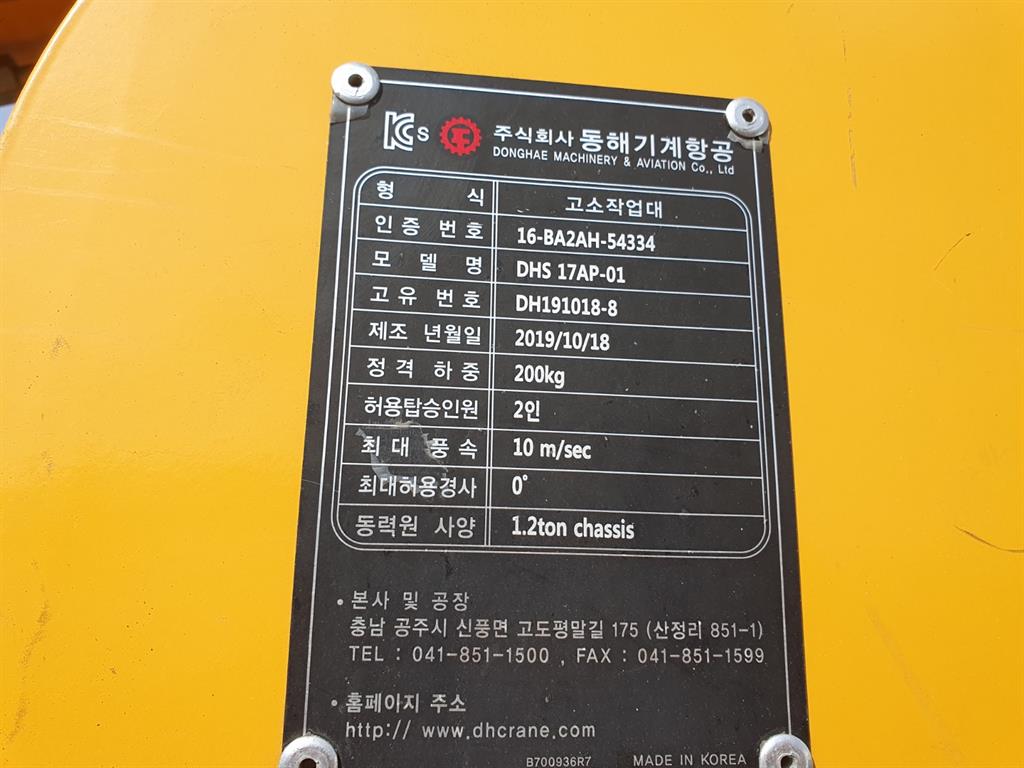 KCs 주식회사 동해기계항공
DONGHAE MACHINERY & AVIATION Co., Ltd
형 식 고소작업대
인증 번호 16-BA2AH-54334
모 델 명 DHS 17AP-01
고유 번호 DH191018-8
제조 년월일 2019/10/18
정격 하중 200kg
허용탑승인원 2인
최대 풍속 10 m/sec
최대허용경사 0°
동력원 사양 1.2ton chassis
• 본사 및 공장
충남 공주시 신풍면 고도평말길 175 (산정리 851-1)
TEL : 041-851-1500 , FAX : 041-851-1599
• 홈페이지 주소
http:// www.dhcrane.com
B700936R7 MADE IN KOREA